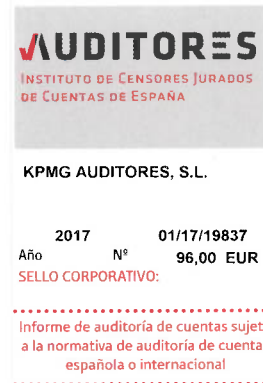 AUDITORES
INSTITUTO DE CENSORES JURADOS
DE CUENTAS DE ESPAÑA
KPMG AUDITORES, S.L.
2017 01/17/19837
Año Nº 96,00 EUR
SELLO CORPORATIVO:
Informe de auditoría de cuentas sujet
a la normativa de auditoría de cuenta
española o internacional